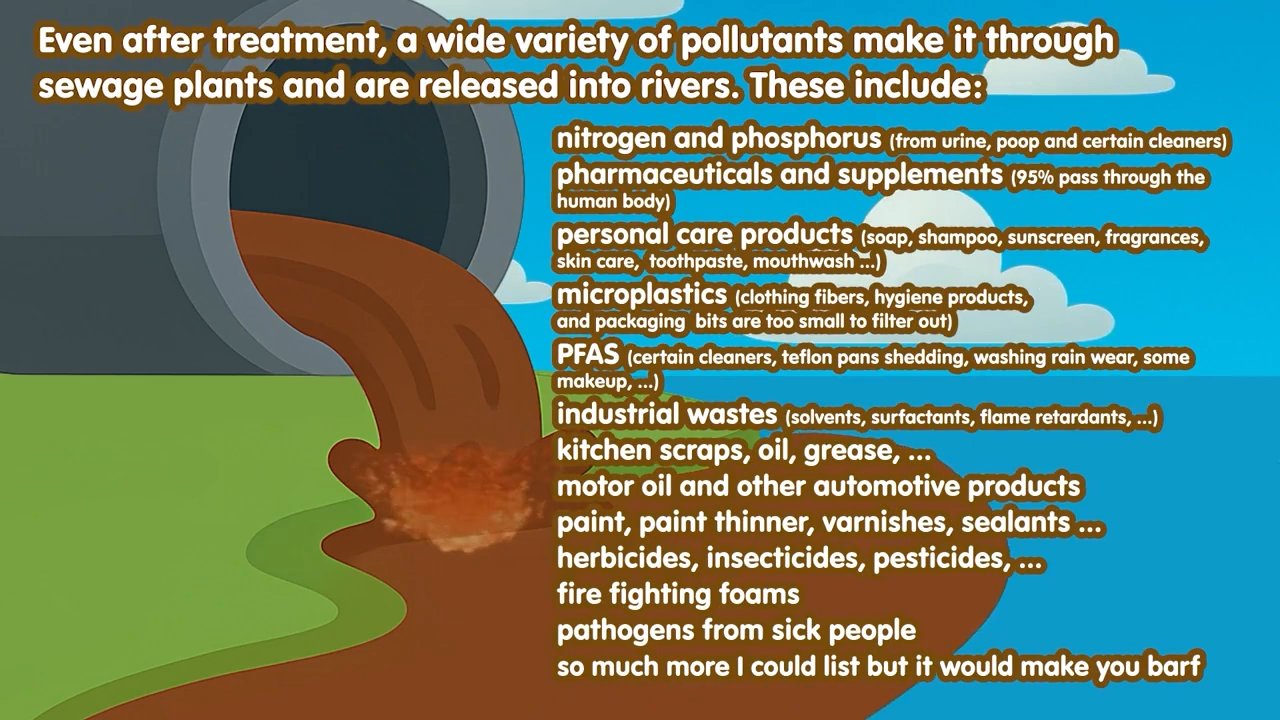 Even after treatment, a wide variety of pollutants make it through
sewage plants and are released into rivers. These include:
nitrogen and phosphorus (from urine, poop and certain cleaners)
pharmaceuticals and supplements (95% pass through the
human body)
personal care products (soap, shampoo, sunscreen, fragrances,
skin care, toothpaste, mouthwash ...)
microplastics (clothing fibers, hygiene products,
and packaging bits are too small to filter out)
PFAS (certain cleaners, teflon pans shedding, washing rain wear, some
makeup, ...)
industrial wastes (solvents, surfactants, flame retardants, ...)
kitchen scraps, oil, grease, ...
motor oil and other automotive products
paint, paint thinner, varnishes, sealants ...
herbicides, insecticides, pesticides, ...
fire fighting foams
pathogens from sick people
so much more I could list but it would make you barf